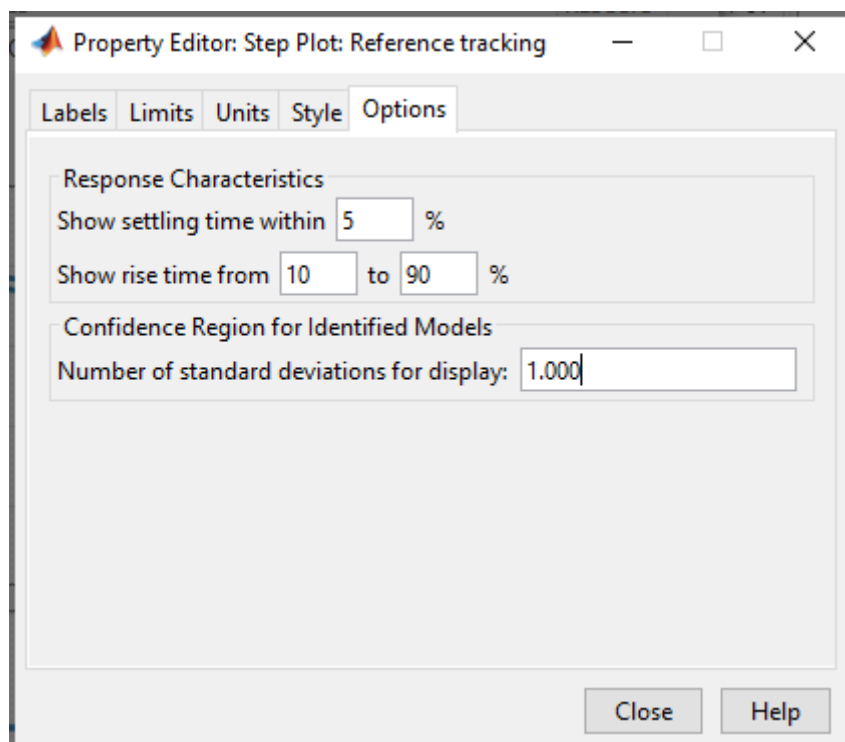 Property Editor: Step Plot: Reference tracking
Labels Limits Units Style Options
Response Characteristics
Show settling time within 5 %
Show rise time from 10 to 90 %
Confidence Region for Identified Models
Number of standard deviations for display: 1.000
Close Help